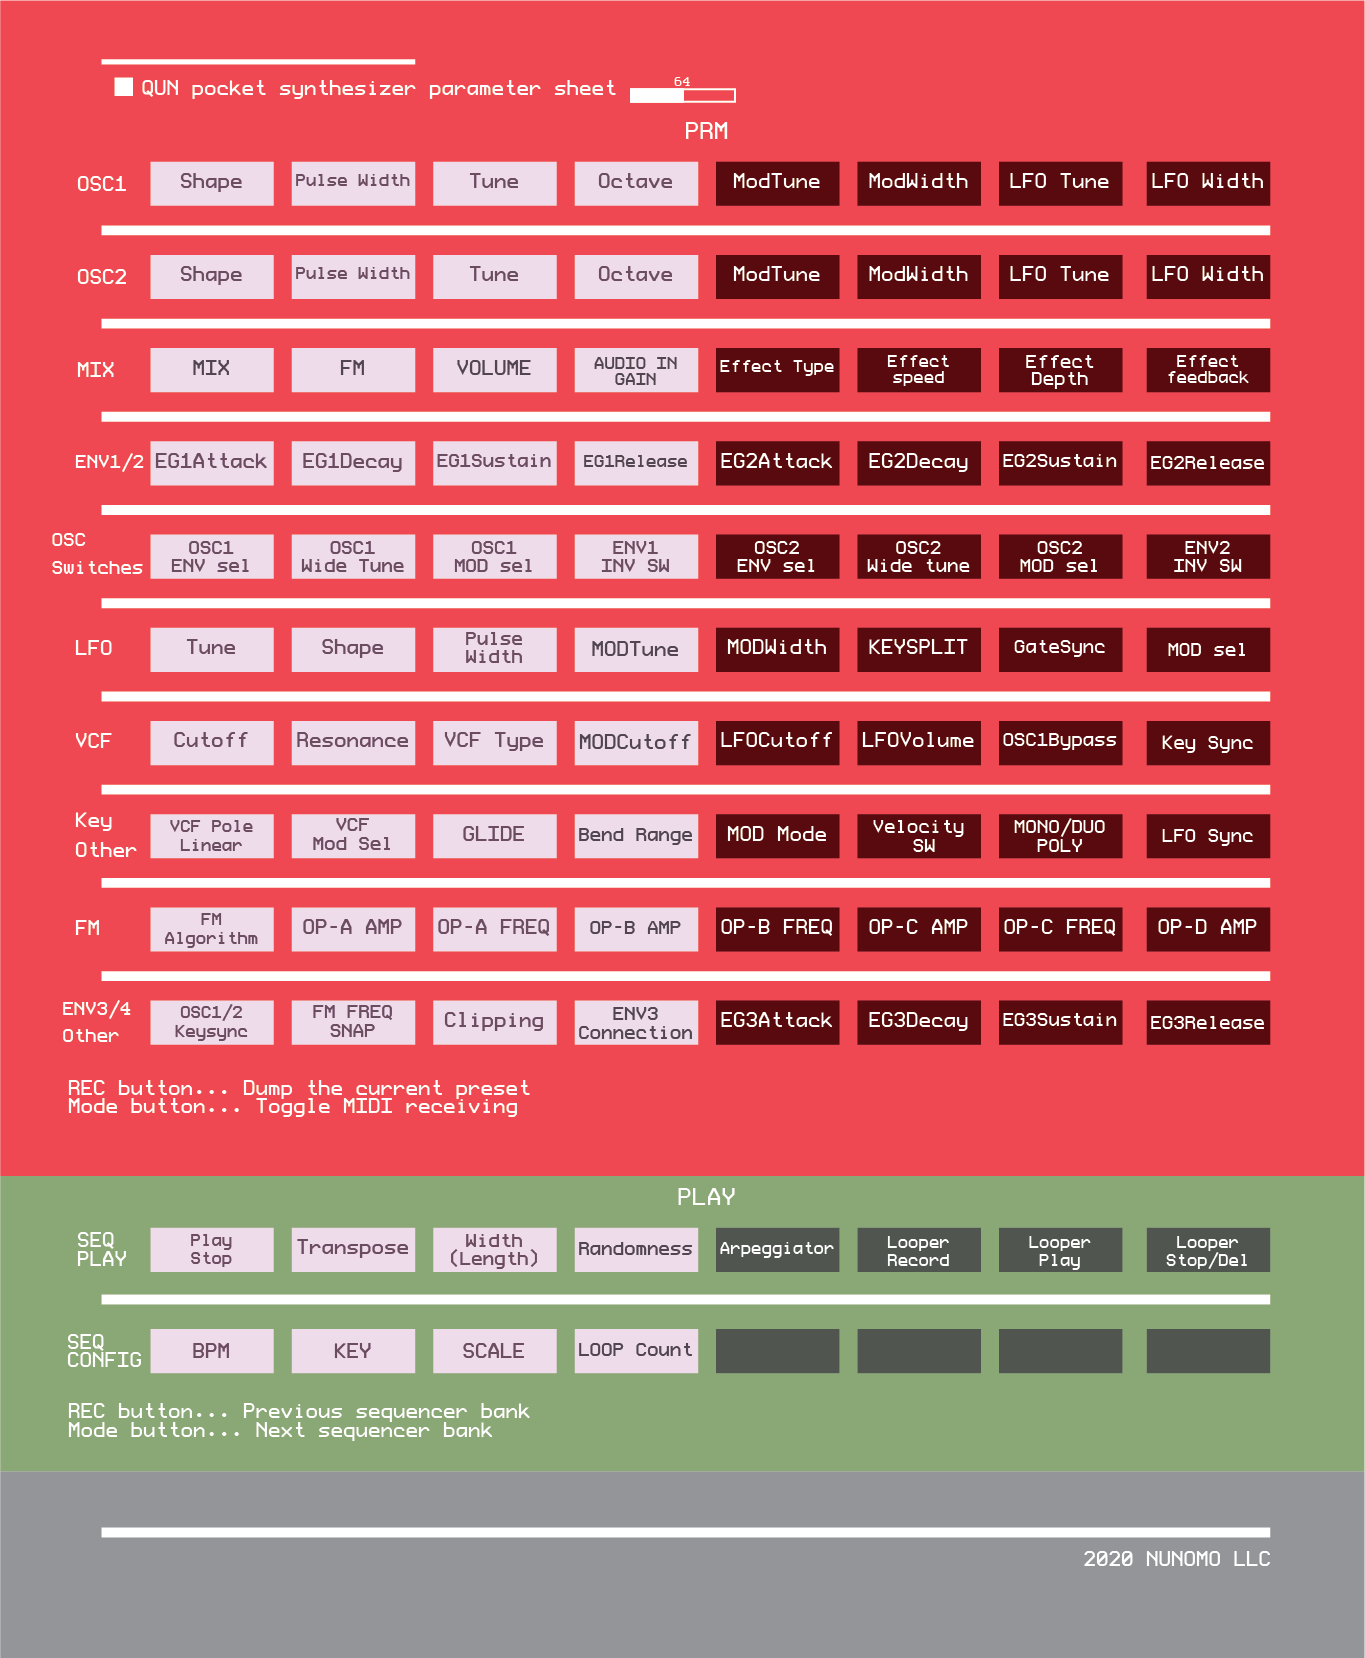 QUN pocket synthesizer parameter sheet
64
PRM
OSC1 Shape Pulse Width Tune Octave ModTune ModWidth LFO Tune LFO Width
OSC2 Shape Pulse Width Tune Octave ModTune ModWidth LFO Tune LFO Width
MIX MIX FM VOLUME AUDIO IN GAIN Effect Type Effect speed Effect Depth Effect feedback
ENV1/2 EG1Attack EG1Decay EG1Sustain EG1Release EG2Attack EG2Decay EG2Sustain EG2Release
OSC Switches OSC1 ENV sel OSC1 Wide Tune OSC1 MOD sel ENV1 INV SW OSC2 ENV sel OSC2 Wide tune OSC2 MOD sel ENV2 INV SW
LFO Tune Shape Pulse Width MODTune MODWidth KEYSPLIT GateSync MOD sel
VCF Cutoff Resonance VCF Type MODCutoff LFOCutoff LFOVolume OSC1Bypass Key Sync
Key Other VCF Pole Linear VCF Mod Sel GLIDE Bend Range MOD Mode Velocity SW MONO/DUO POLY LFO Sync
FM FM Algorithm OP-A AMP OP-A FREQ OP-B AMP OP-B FREQ OP-C AMP OP-C FREQ OP-D AMP
ENV3/4 Other OSC1/2 Keysync FM FREQ SNAP Clipping ENV3 Connection EG3Attack EG3Decay EG3Sustain EG3Release
REC button... Dump the current preset
Mode button... Toggle MIDI receiving
PLAY
SEQ PLAY Play Stop Transpose Width (Length) Randomness Arpeggiator Looper Record Looper Play Looper Stop/Del
SEQ CONFIG BPM KEY SCALE LOOP Count
REC button... Previous sequencer bank
Mode button... Next sequencer bank
2020 NUNOMO LLC